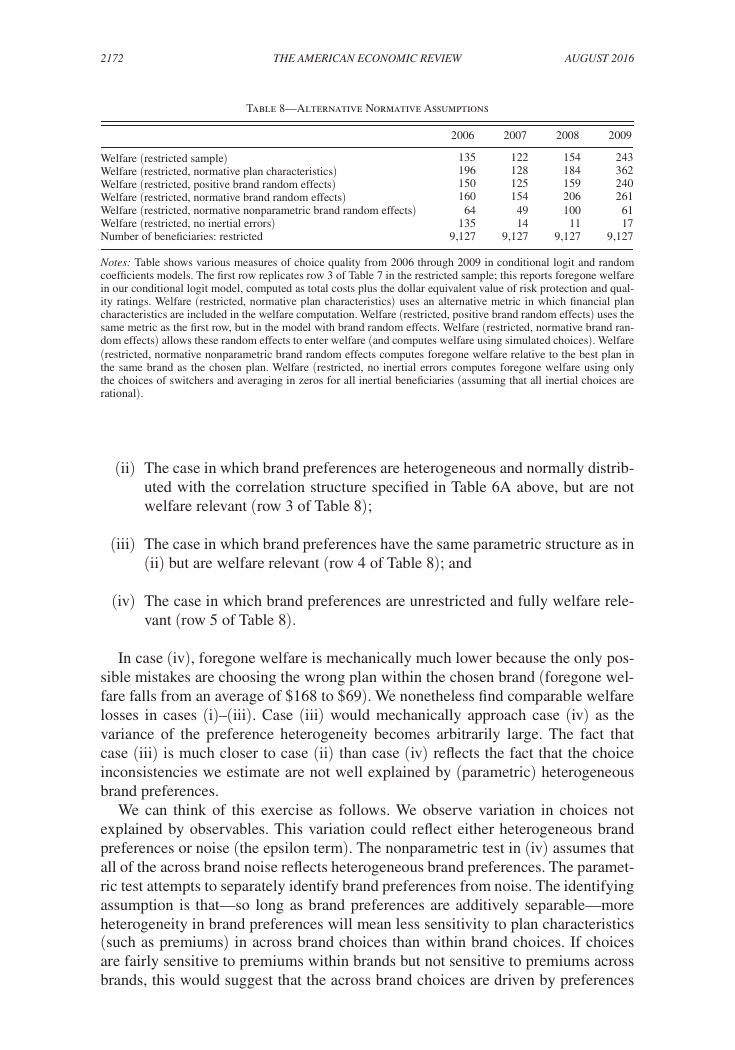 2172 THE AMERICAN ECONOMIC REVIEW AUGUST 2016
Table 8—Alternative Normative Assumptions
2006 2007 2008 2009
Welfare (restricted sample) 135 122 154 243
Welfare (restricted, normative plan characteristics) 196 128 184 362
Welfare (restricted, positive brand random effects) 150 125 159 240
Welfare (restricted, normative brand random effects) 160 154 206 261
Welfare (restricted, normative nonparametric brand random effects) 64 49 100 61
Welfare (restricted, no inertial errors) 135 14 11 17
Number of beneficiaries: restricted 9,127 9,127 9,127 9,127
Notes: Table shows various measures of choice quality from 2006 through 2009 in conditional logit and random
coefficients models. The first row replicates row 3 of Table 7 in the restricted sample; this reports foregone welfare
in our conditional logit model, computed as total costs plus the dollar equivalent value of risk protection and qual-
ity ratings. Welfare (restricted, normative plan characteristics) uses an alternative metric in which financial plan
characteristics are included in the welfare computation. Welfare (restricted, positive brand random effects) uses the
same metric as the first row, but in the model with brand random effects. Welfare (restricted, normative brand ran-
dom effects) allows these random effects to enter welfare (and computes welfare using simulated choices). Welfare
(restricted, normative nonparametric brand random effects computes foregone welfare relative to the best plan in
the same brand as the chosen plan. Welfare (restricted, no inertial errors computes foregone welfare using only
the choices of switchers and averaging in zeros for all inertial beneficiaries (assuming that all inertial choices are
rational).
(ii) The case in which brand preferences are heterogeneous and normally distrib-
uted with the correlation structure specified in Table 6A above, but are not
welfare relevant (row 3 of Table 8);
(iii) The case in which brand preferences have the same parametric structure as in
(ii) but are welfare relevant (row 4 of Table 8); and
(iv) The case in which brand preferences are unrestricted and fully welfare rele-
vant (row 5 of Table 8).
In case (iv), foregone welfare is mechanically much lower because the only pos-
sible mistakes are choosing the wrong plan within the chosen brand (foregone wel-
fare falls from an average of $168 to $69). We nonetheless find comparable welfare
losses in cases (i)–(iii). Case (iii) would mechanically approach case (iv) as the
variance of the preference heterogeneity becomes arbitrarily large. The fact that
case (iii) is much closer to case (ii) than case (iv) reflects the fact that the choice
inconsistencies we estimate are not well explained by (parametric) heterogeneous
brand preferences.
We can think of this exercise as follows. We observe variation in choices not
explained by observables. This variation could reflect either heterogeneous brand
preferences or noise (the epsilon term). The nonparametric test in (iv) assumes that
all of the across brand noise reflects heterogeneous brand preferences. The paramet-
ric test attempts to separately identify brand preferences from noise. The identifying
assumption is that—so long as brand preferences are additively separable—more
heterogeneity in brand preferences will mean less sensitivity to plan characteristics
(such as premiums) in across brand choices than within brand choices. If choices
are fairly sensitive to premiums within brands but not sensitive to premiums across
brands, this would suggest that the across brand choices are driven by preferences